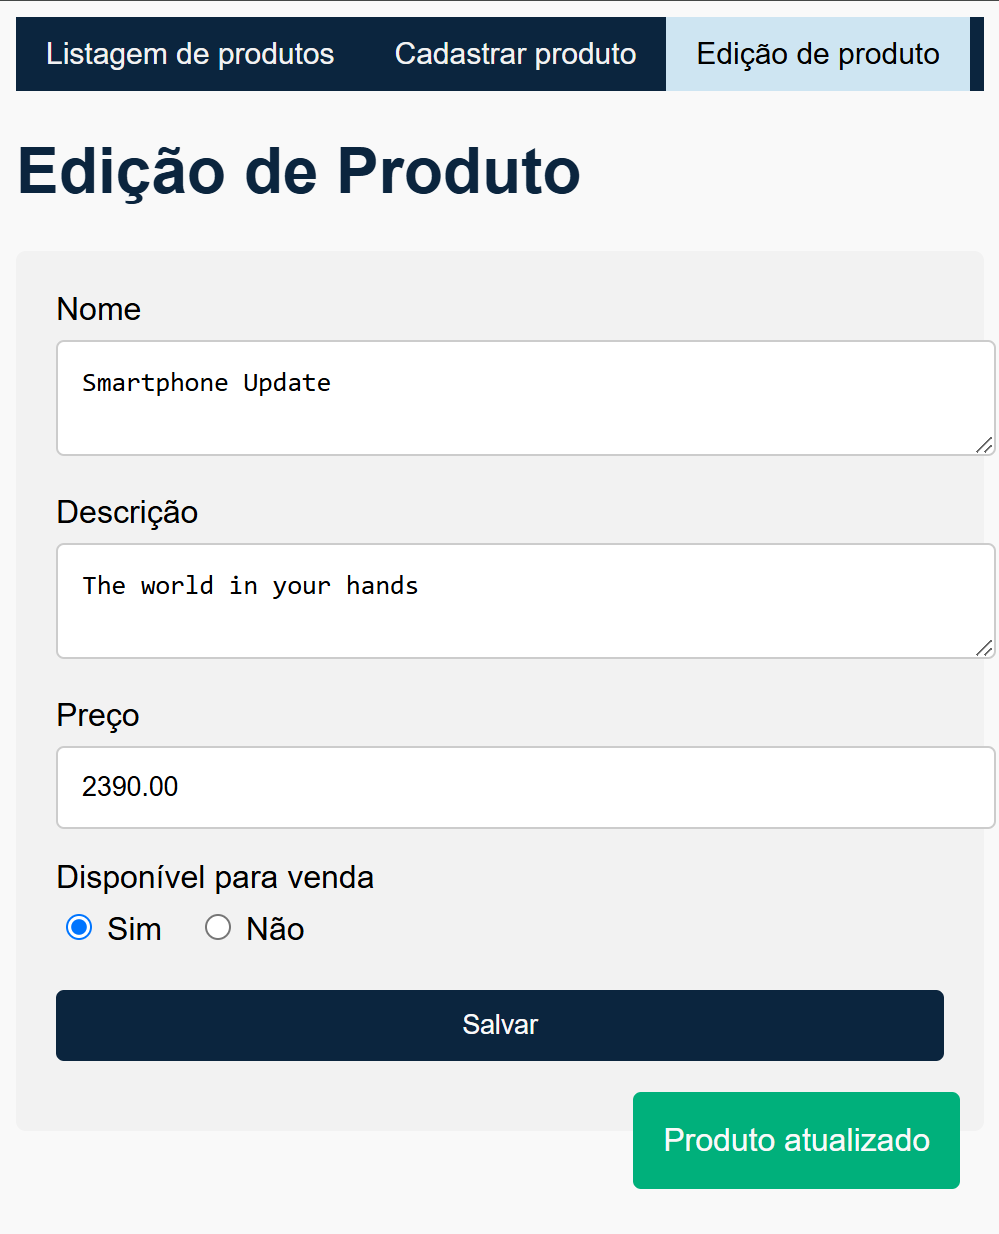 Listagem de produtos Cadastrar produto Edição de produto
Edição de Produto
Nome
Smartphone Update
Descrição
The world in your hands
Preço
2390.00
Disponível para venda
Sim Não
Salvar
Produto atualizado